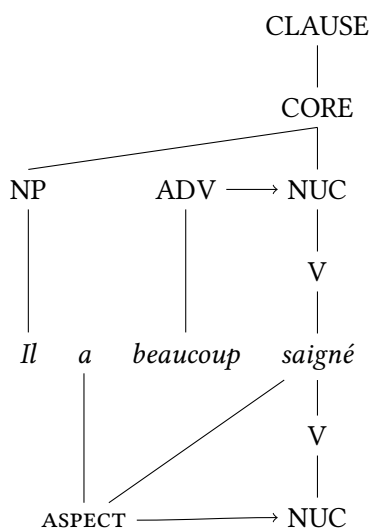 CLAUSE
CORE
NP ADV NUC
V
Il a beaucoup saigné
V
ASPECT NUC